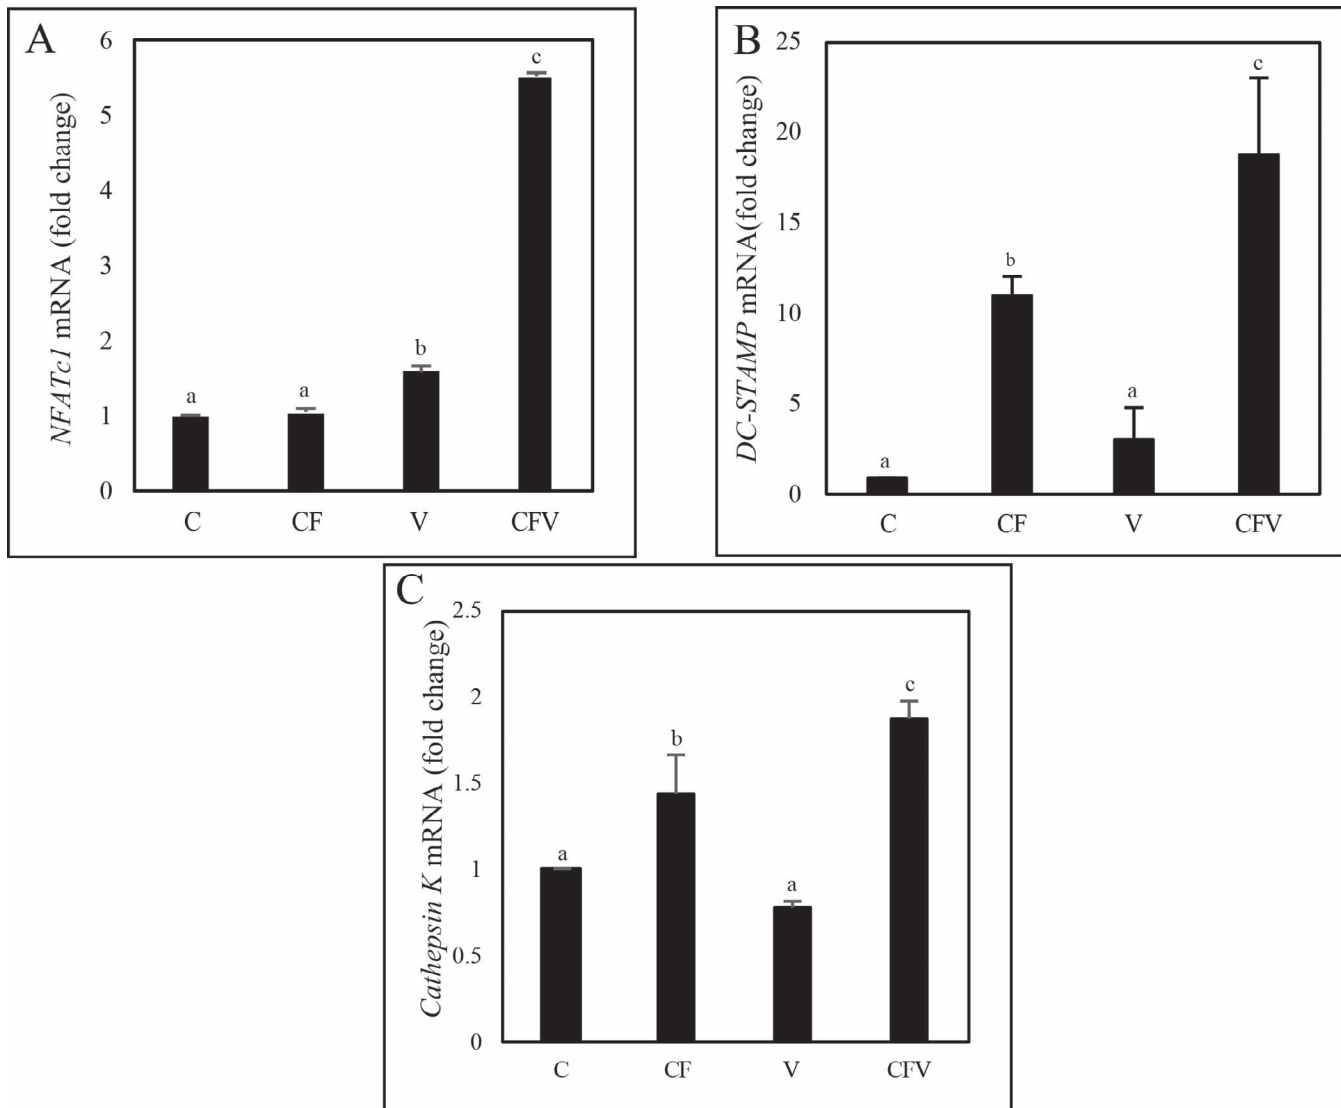 A
NFATc1 mRNA (fold change)
6
5
4
3
2
1
0
a
a
b
c
C CF V CFV
B
DC-STAMP mRNA(fold change)
25
20
15
10
5
0
a
b
a
c
C CF V CFV
C
Cathepsin K mRNA (fold change)
2.5
2
1.5
1
0.5
0
a
b
a
c
C CF V CFV